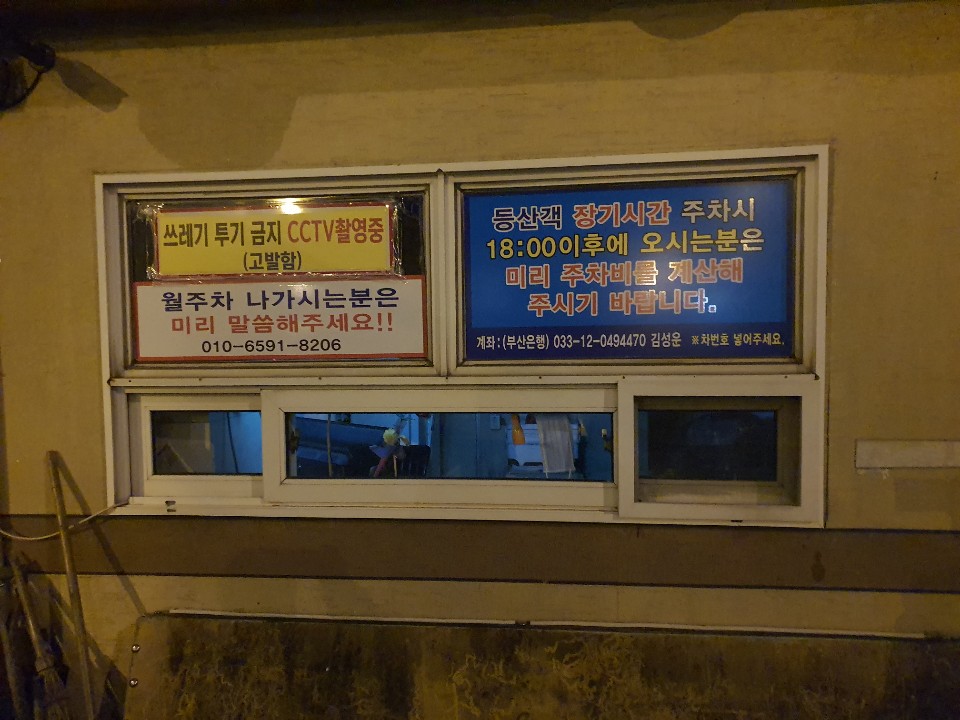 쓰레기 투기 금지 CCTV촬영중
(고발함)
월주차 나가시는분은
미리 말씀해주세요!!
010-6591-8206
등산객 장기시간 주차시
18:00이후에 오시는분은
미리 주차비를 계산해
주시기 바랍니다.
계좌:(부산은행) 033-12-0494470 김성운 ※차번호 넣어주세요.